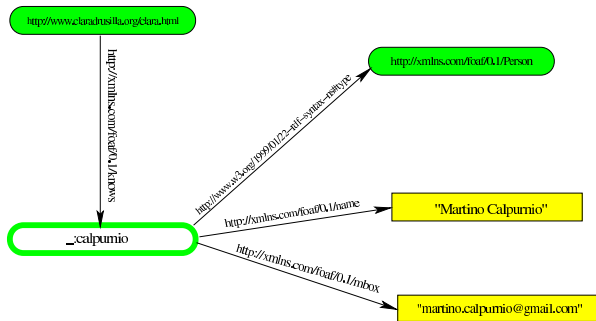 http://www.claradrusilla.org/clara.html
http://xmlns.com/foaf/0.1/Person
http://xmlns.com/foaf/0.1/knows
http://www.w3.org/1999/01/22-rdf-syntax-ns#type
http://xmlns.com/foaf/0.1/name
"Martino Calpurnio"
_:calpurnio
http://xmlns.com/foaf/0.1/mbox
"martino.calpurnio@gmail.com"